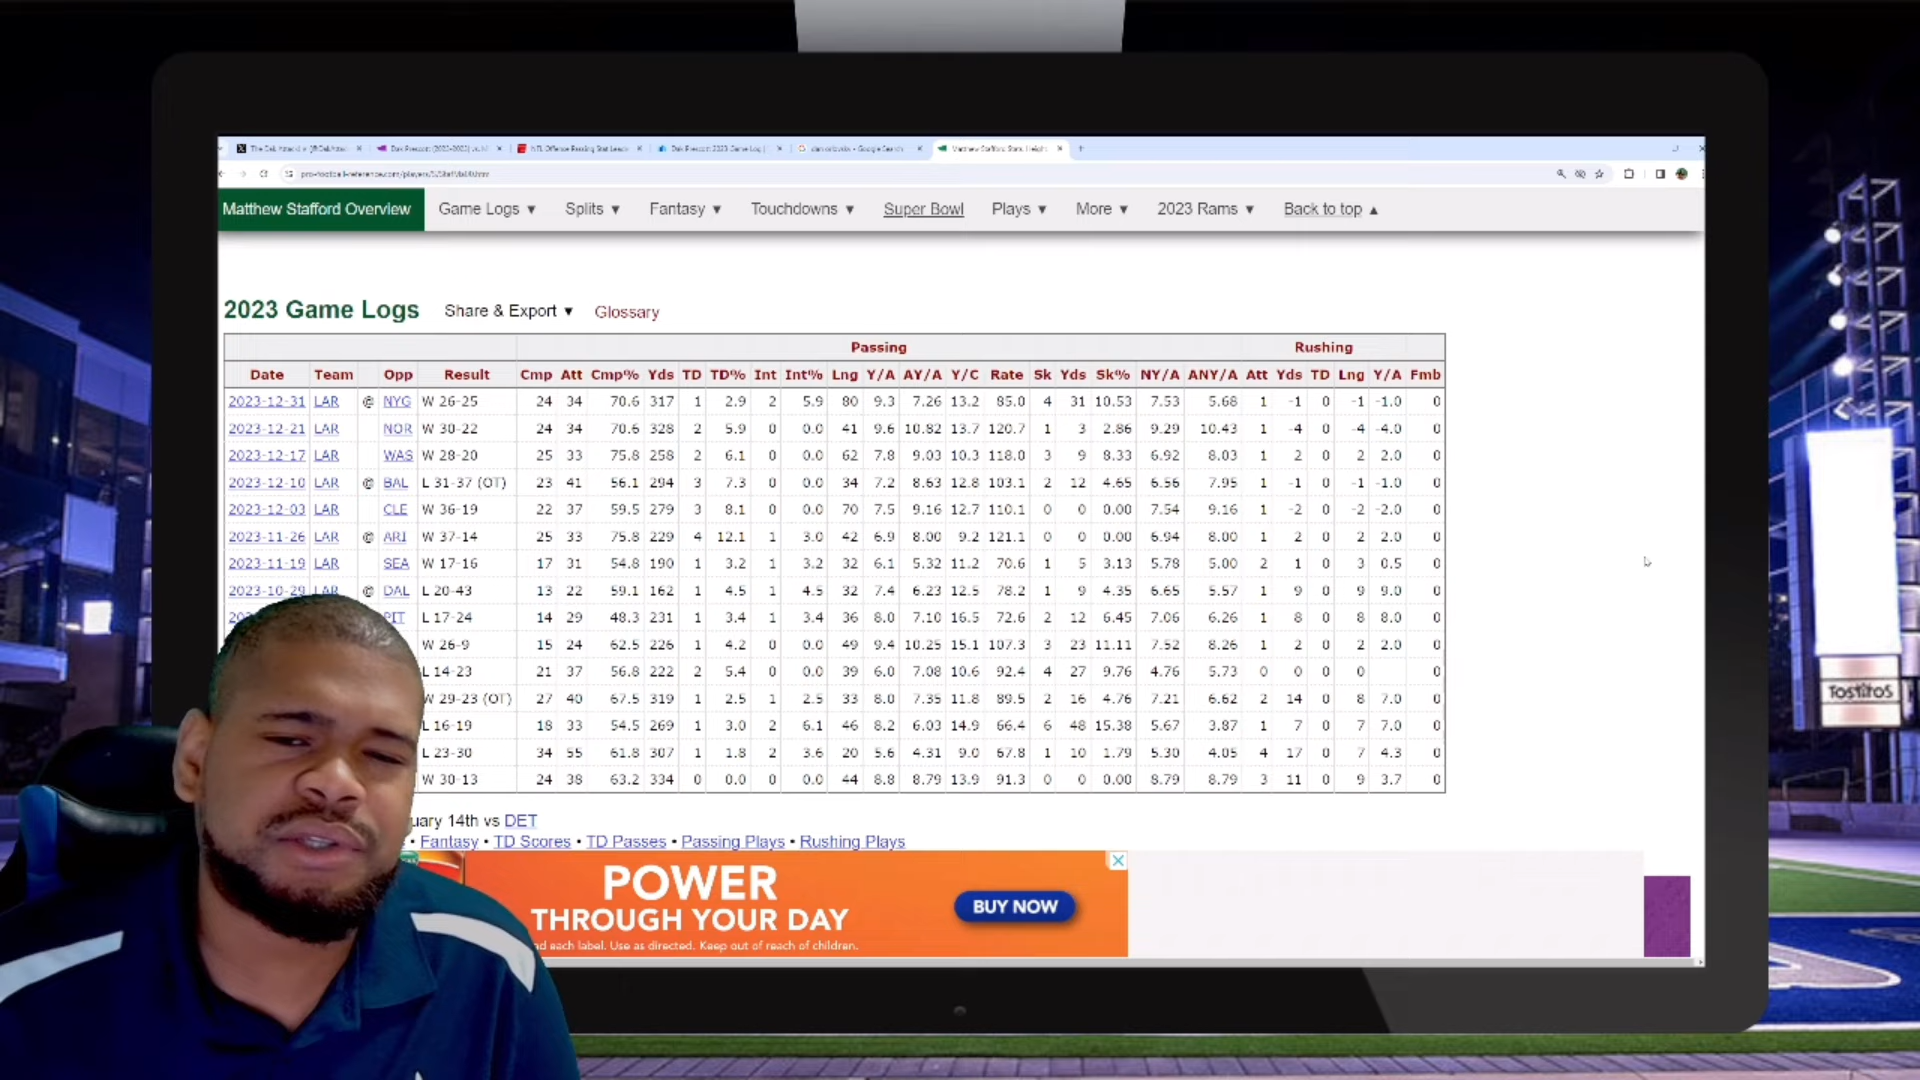 Matthew Stafford Overview Game Logs ▼ Splits ▼ Fantasy ▼ Touchdowns ▼ Super Bowl Plays ▼ More ▼ 2023 Rams ▼ Back to top ▲
2023 Game Logs Share & Export ▼ Glossary
Passing Rushing
Date Team Opp Result Cmp Att Cmp% Yds TD TD% Int Int% Lng Y/A AY/A Y/C Rate Sk Yds Sk% NY/A ANY/A Att Yds TD Lng Y/A Fmb
2023-12-31 LAR @ NYG W 26-25 24 34 70.6 317 1 2.9 2 5.9 80 9.3 7.26 13.2 85.0 4 31 10.53 7.53 5.68 1 -1 0 -1 -1.0 0
2023-12-21 LAR NOR W 30-22 24 34 70.6 328 2 5.9 0 0.0 41 9.6 10.82 13.7 120.7 1 3 2.86 9.29 10.43 1 -4 0 -4 -4.0 0
2023-12-17 LAR WAS W 28-20 25 33 75.8 258 2 6.1 0 0.0 62 7.8 9.03 10.3 118.0 3 9 8.33 6.92 8.03 1 2 0 2 2.0 0
2023-12-10 LAR @ BAL L 31-37 (OT) 23 41 56.1 294 3 7.3 0 0.0 34 7.2 8.63 12.8 103.1 2 12 4.65 6.56 7.95 1 -1 0 -1 -1.0 0
2023-12-03 LAR CLE W 36-19 22 37 59.5 279 3 8.1 0 0.0 70 7.5 9.16 12.7 110.1 0 0 0.00 7.54 9.16 1 -2 0 -2 -2.0 0
2023-11-26 LAR @ ARI W 37-14 25 33 75.8 229 4 12.1 1 3.0 42 6.9 8.00 9.2 121.1 0 0 0.00 6.94 8.00 1 2 0 2 2.0 0
2023-11-19 LAR SEA W 17-16 17 31 54.8 190 1 3.2 1 3.2 32 6.1 5.32 11.2 70.6 1 5 3.13 5.78 5.00 2 1 0 3 0.5 0
2023-10-29 LAR @ DAL L 20-43 13 22 59.1 162 1 4.5 1 4.5 32 7.4 6.23 12.5 78.2 1 9 4.35 6.65 5.57 1 9 0 9 9.0 0
PIT L 17-24 14 29 48.3 231 1 3.4 1 3.4 36 8.0 7.10 16.5 72.6 2 12 6.45 7.06 6.26 1 8 0 8 8.0 0
W 26-9 15 24 62.5 226 1 4.2 0 0.0 49 9.4 10.25 15.1 107.3 3 23 11.11 7.52 8.26 1 2 0 2 2.0 0
L 14-23 21 37 56.8 222 2 5.4 0 0.0 39 6.0 7.08 10.6 92.4 4 27 9.76 4.76 5.73 0 0 0 0 0
W 29-23 (OT) 27 40 67.5 319 1 2.5 1 2.5 33 8.0 7.35 11.8 89.5 2 16 4.76 7.21 6.62 2 14 0 8 7.0 0
L 16-19 18 33 54.5 269 1 3.0 2 6.1 46 8.2 6.03 14.9 66.4 6 48 15.38 5.67 3.87 1 7 0 7 7.0 0
L 23-30 34 55 61.8 307 1 1.8 2 3.6 20 5.6 4.31 9.0 67.8 1 10 1.79 5.30 4.05 4 17 0 7 4.3 0
W 30-13 24 38 63.2 334 0 0.0 0 0.0 44 8.8 8.79 13.9 91.3 0 0 0.00 8.79 8.79 3 11 0 9 3.7 0
uary 14th vs DET
• Fantasy • TD Scores • TD Passes • Passing Plays • Rushing Plays
POWER
THROUGH YOUR DAY
BUY NOW
each label. Use as directed. Keep out of reach of children.
Tostitos